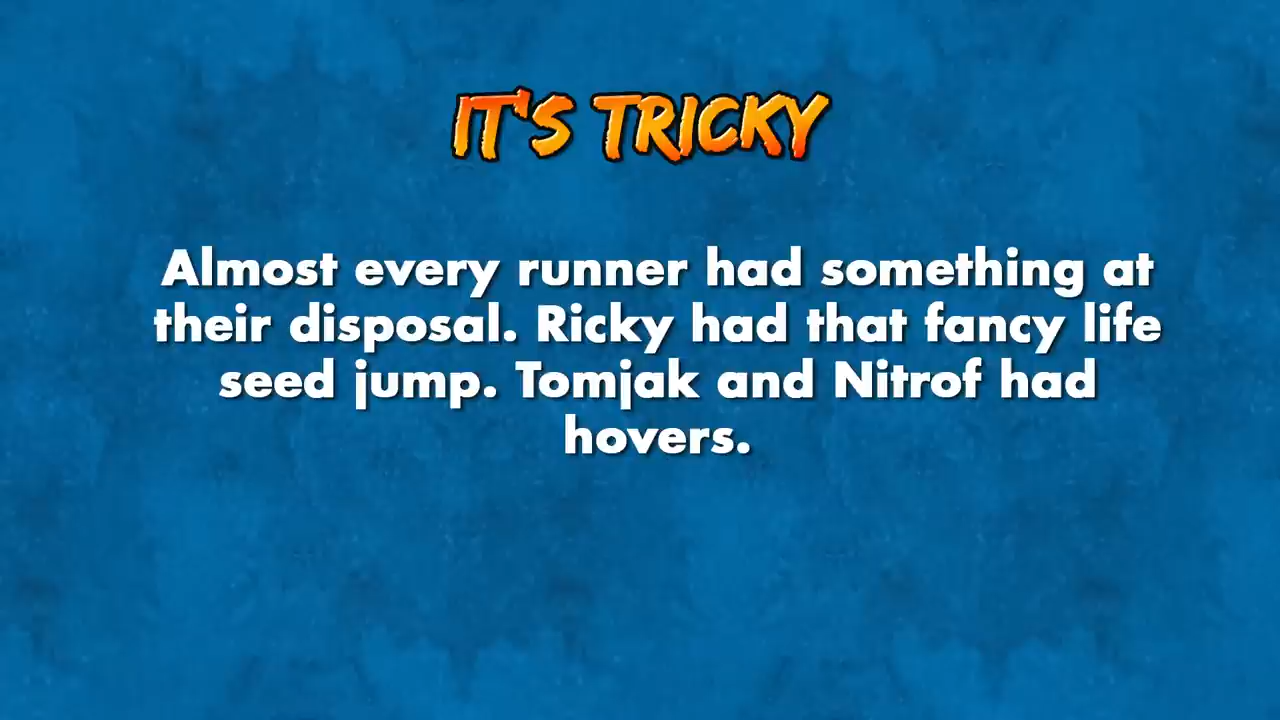 IT'S TRICKY
Almost every runner had something at
their disposal. Ricky had that fancy life
seed jump. Tomjak and Nitrof had
hovers.